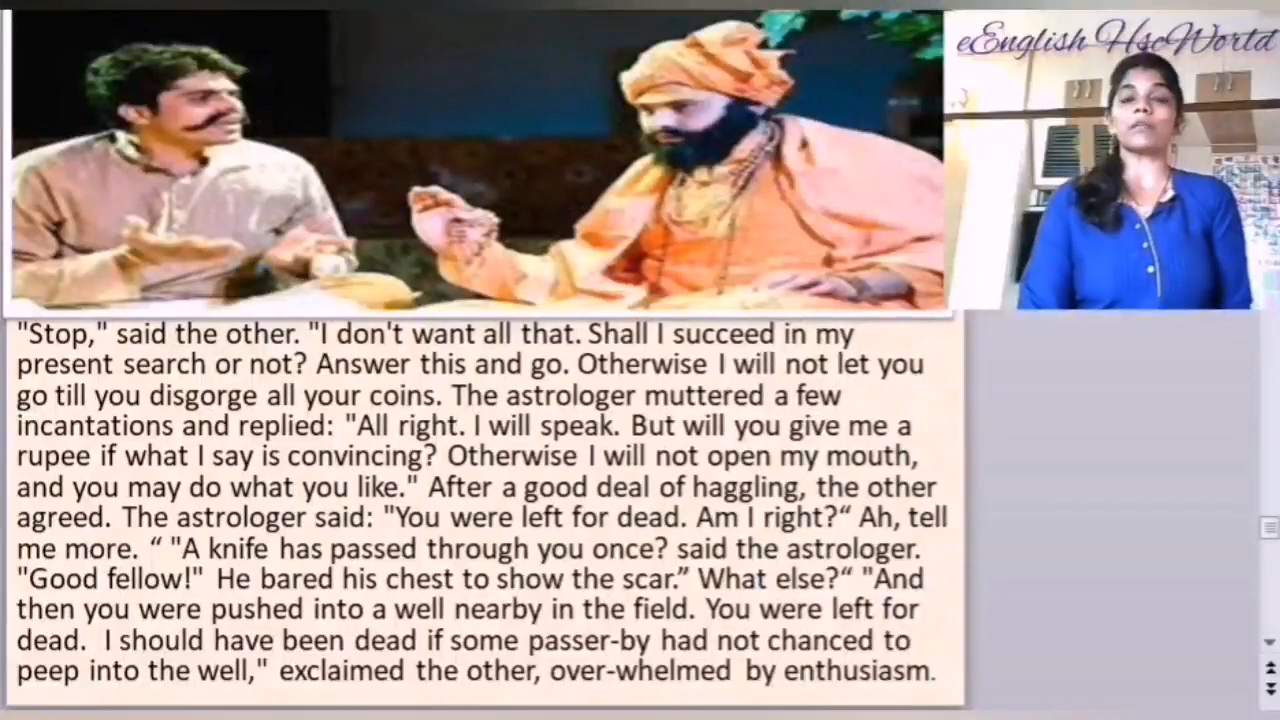 eEnglish HscWorld
"Stop," said the other. "I don't want all that. Shall I succeed in my
present search or not? Answer this and go. Otherwise I will not let you
go till you disgorge all your coins. The astrologer muttered a few
incantations and replied: "All right. I will speak. But will you give me a
rupee if what I say is convincing? Otherwise I will not open my mouth,
and you may do what you like." After a good deal of haggling, the other
agreed. The astrologer said: "You were left for dead. Am I right?“ Ah, tell
me more. “ "A knife has passed through you once? said the astrologer.
"Good fellow!" He bared his chest to show the scar.” What else?“ "And
then you were pushed into a well nearby in the field. You were left for
dead. I should have been dead if some passer-by had not chanced to
peep into the well," exclaimed the other, over-whelmed by enthusiasm.